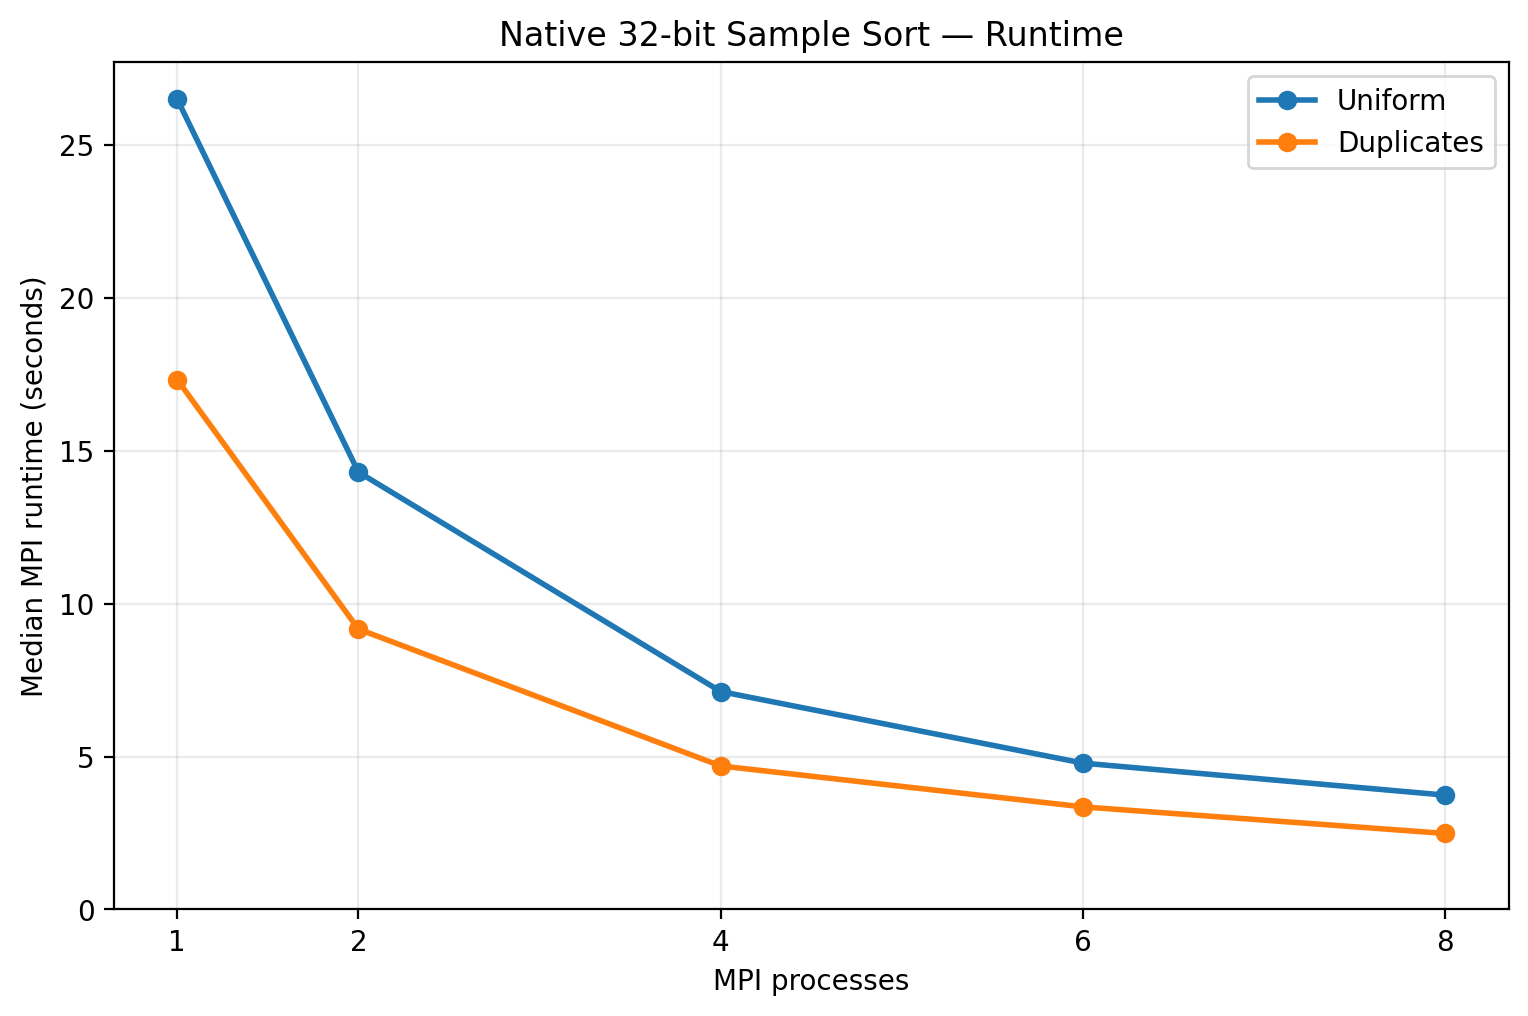 Native 32-bit Sample Sort — Runtime
Uniform
Duplicates
Median MPI runtime (seconds)
25
20
15
10
5
0
1 2 4 6 8
MPI processes